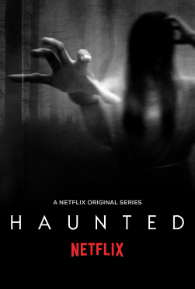 A NETFLIX ORIGINAL SERIES
HAUNTED
NETFLIX